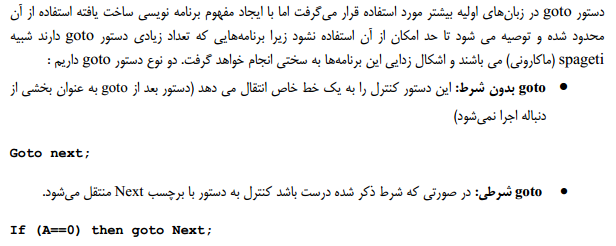 دستور goto در زبان‌های اولیه بیشتر مورد استفاده قرار می‌گرفت اما با ایجاد مفهوم برنامه نویسی ساخت یافته استفاده از آن
محدود شده و توصیه می شود تا حد امکان از آن استفاده نشود زیرا برنامه‌هایی که تعداد زیادی دستور goto دارند شبیه
spageti (ماکارونی) می باشند و اشکال زدایی این برنامه‌ها به سختی انجام خواهد گرفت. دو نوع دستور goto داریم :
● goto بدون شرط: این دستور کنترل را به یک خط خاص انتقال می دهد (دستور بعد از goto به عنوان بخشی از
دنباله اجرا نمی‌شود)
Goto next;
● goto شرطی: در صورتی که شرط ذکر شده درست باشد کنترل به دستور با برچسب Next منتقل می‌شود.
If (A==0) then goto Next;